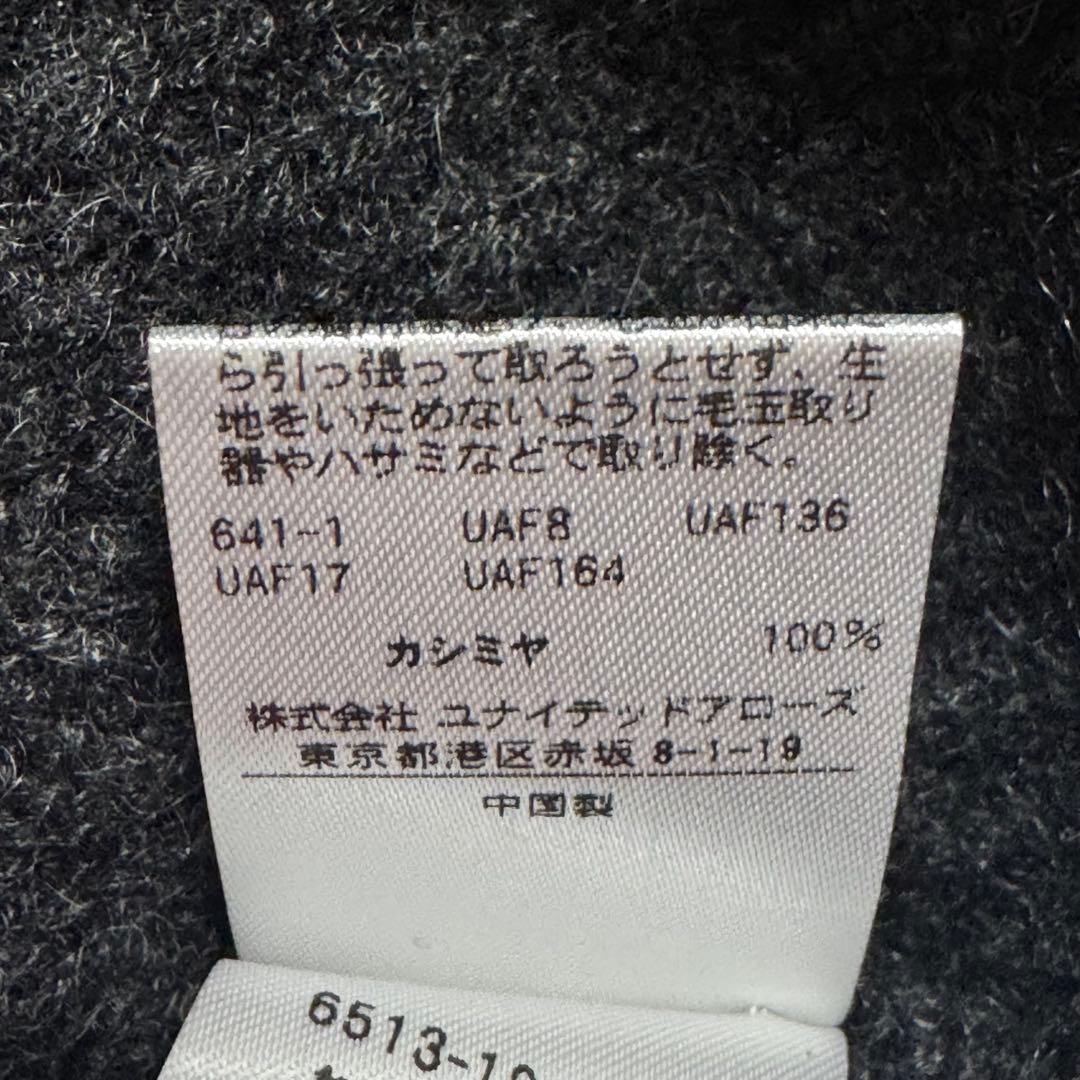 ら引っ張って取ろうとせず、生
地をいためないように毛玉取り
器やハサミなどで取り除く。
641-1 UAF8 UAF136
UAF17 UAF164
カシミヤ 100%
株式会社 ユナイテッドアローズ
東京都港区赤坂8-1-19
中国製
6513-10